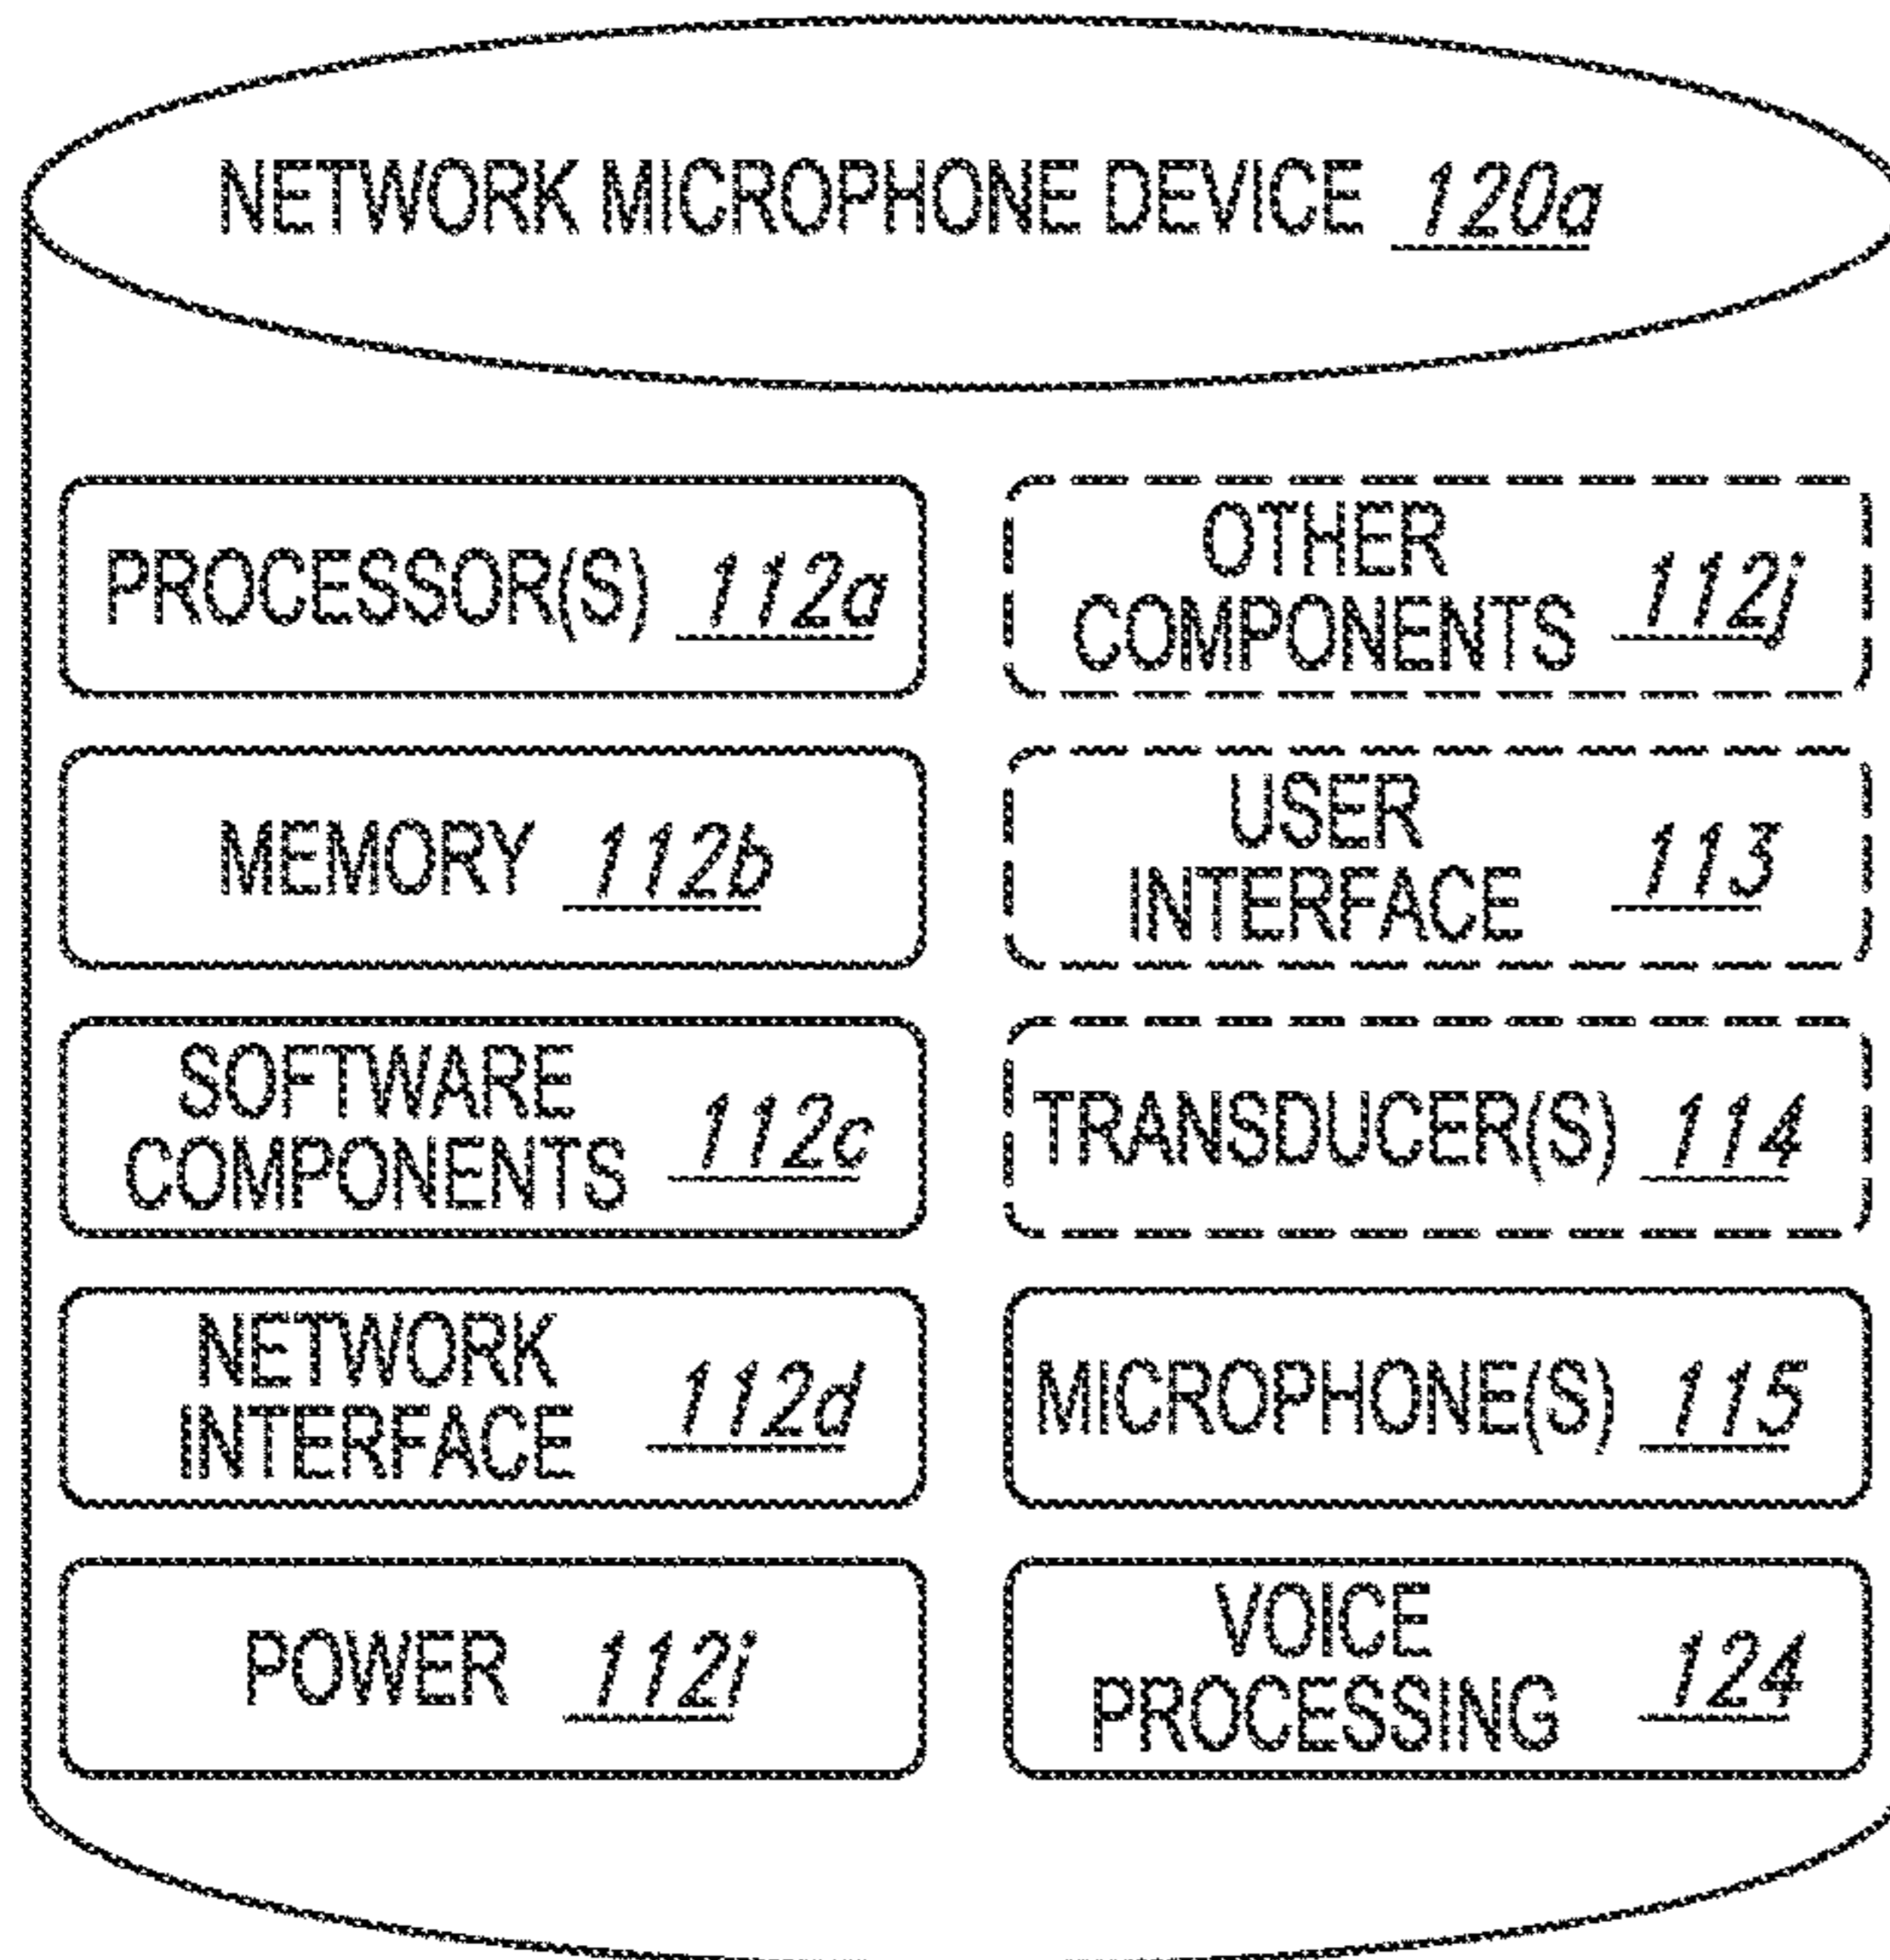 NETWORK MICROPHONE DEVICE 120a
PROCESSOR(S) 112a
MEMORY 112b
SOFTWARE
COMPONENTS 112c
NETWORK
INTERFACE 112d
POWER 112i
OTHER
COMPONENTS 112j
USER
INTERFACE 113
TRANSDUCER(S) 114
MICROPHONE(S) 115
VOICE
PROCESSING 124